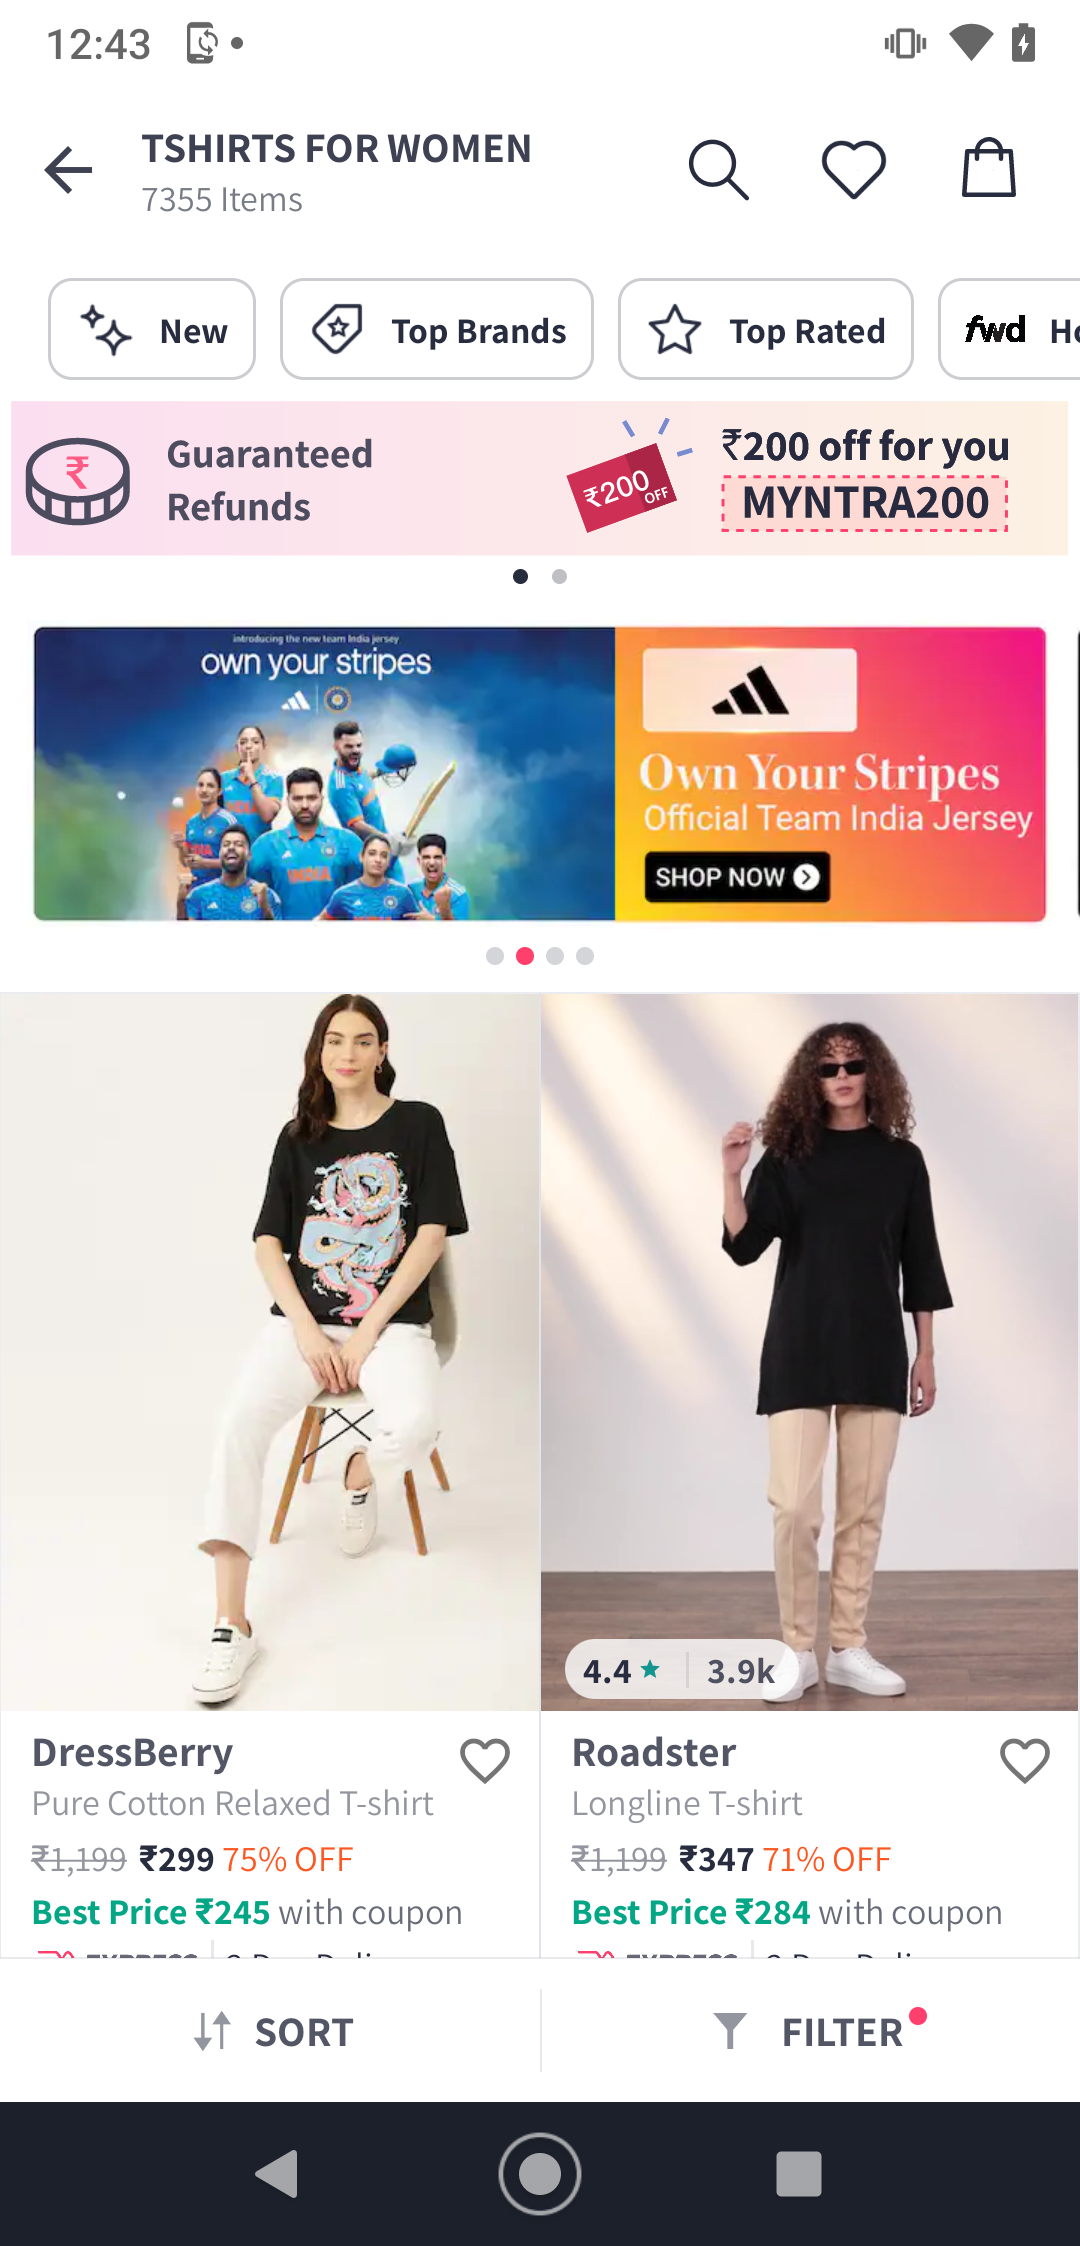 12:43
TSHIRTS FOR WOMEN
7355 Items
New
Top Brands
Top Rated
fwd
Guaranteed
Refunds
₹
₹200 OFF
₹200 off for you
MYNTRA200
introducing the new team India jersey
own your stripes
INDIA
Own Your Stripes
Official Team India Jersey
SHOP NOW
4.4 ★ | 3.9k
DressBerry
Pure Cotton Relaxed T-shirt
₹1,199 ₹299 75% OFF
Best Price ₹245 with coupon
Roadster
Longline T-shirt
₹1,199 ₹347 71% OFF
Best Price ₹284 with coupon
SORT
FILTER